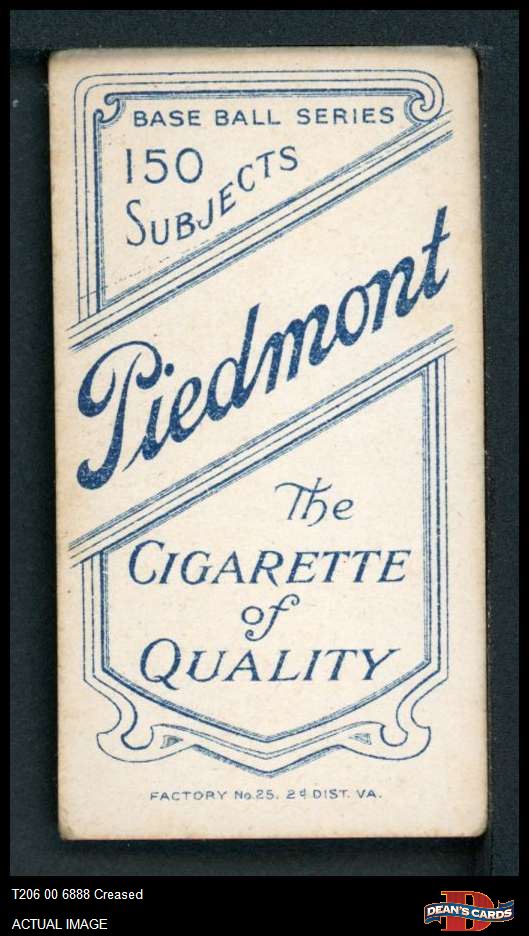 BASE BALL SERIES
150
SUBJECTS
Piedmont
The
CIGARETTE
of
QUALITY
FACTORY No.25. 2d DIST. VA.
T206 00 6888 Creased
ACTUAL IMAGE
D
DEAN'S CARDS